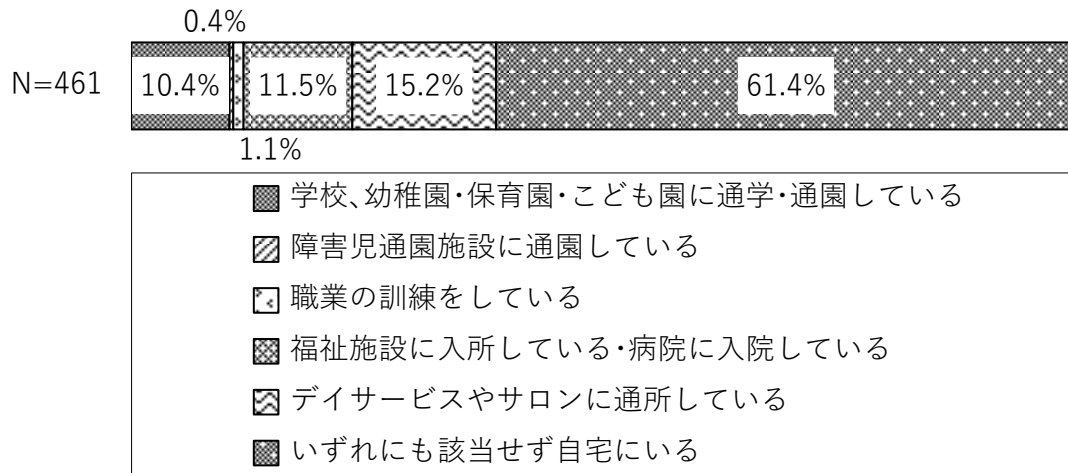 0.4%
N=461 10.4% 11.5% 15.2% 61.4%
1.1%
学校、幼稚園・保育園・こども園に通学・通園している
障害児通園施設に通園している
職業の訓練をしている
福祉施設に入所している・病院に入院している
デイサービスやサロンに通所している
いずれにも該当せず自宅にいる